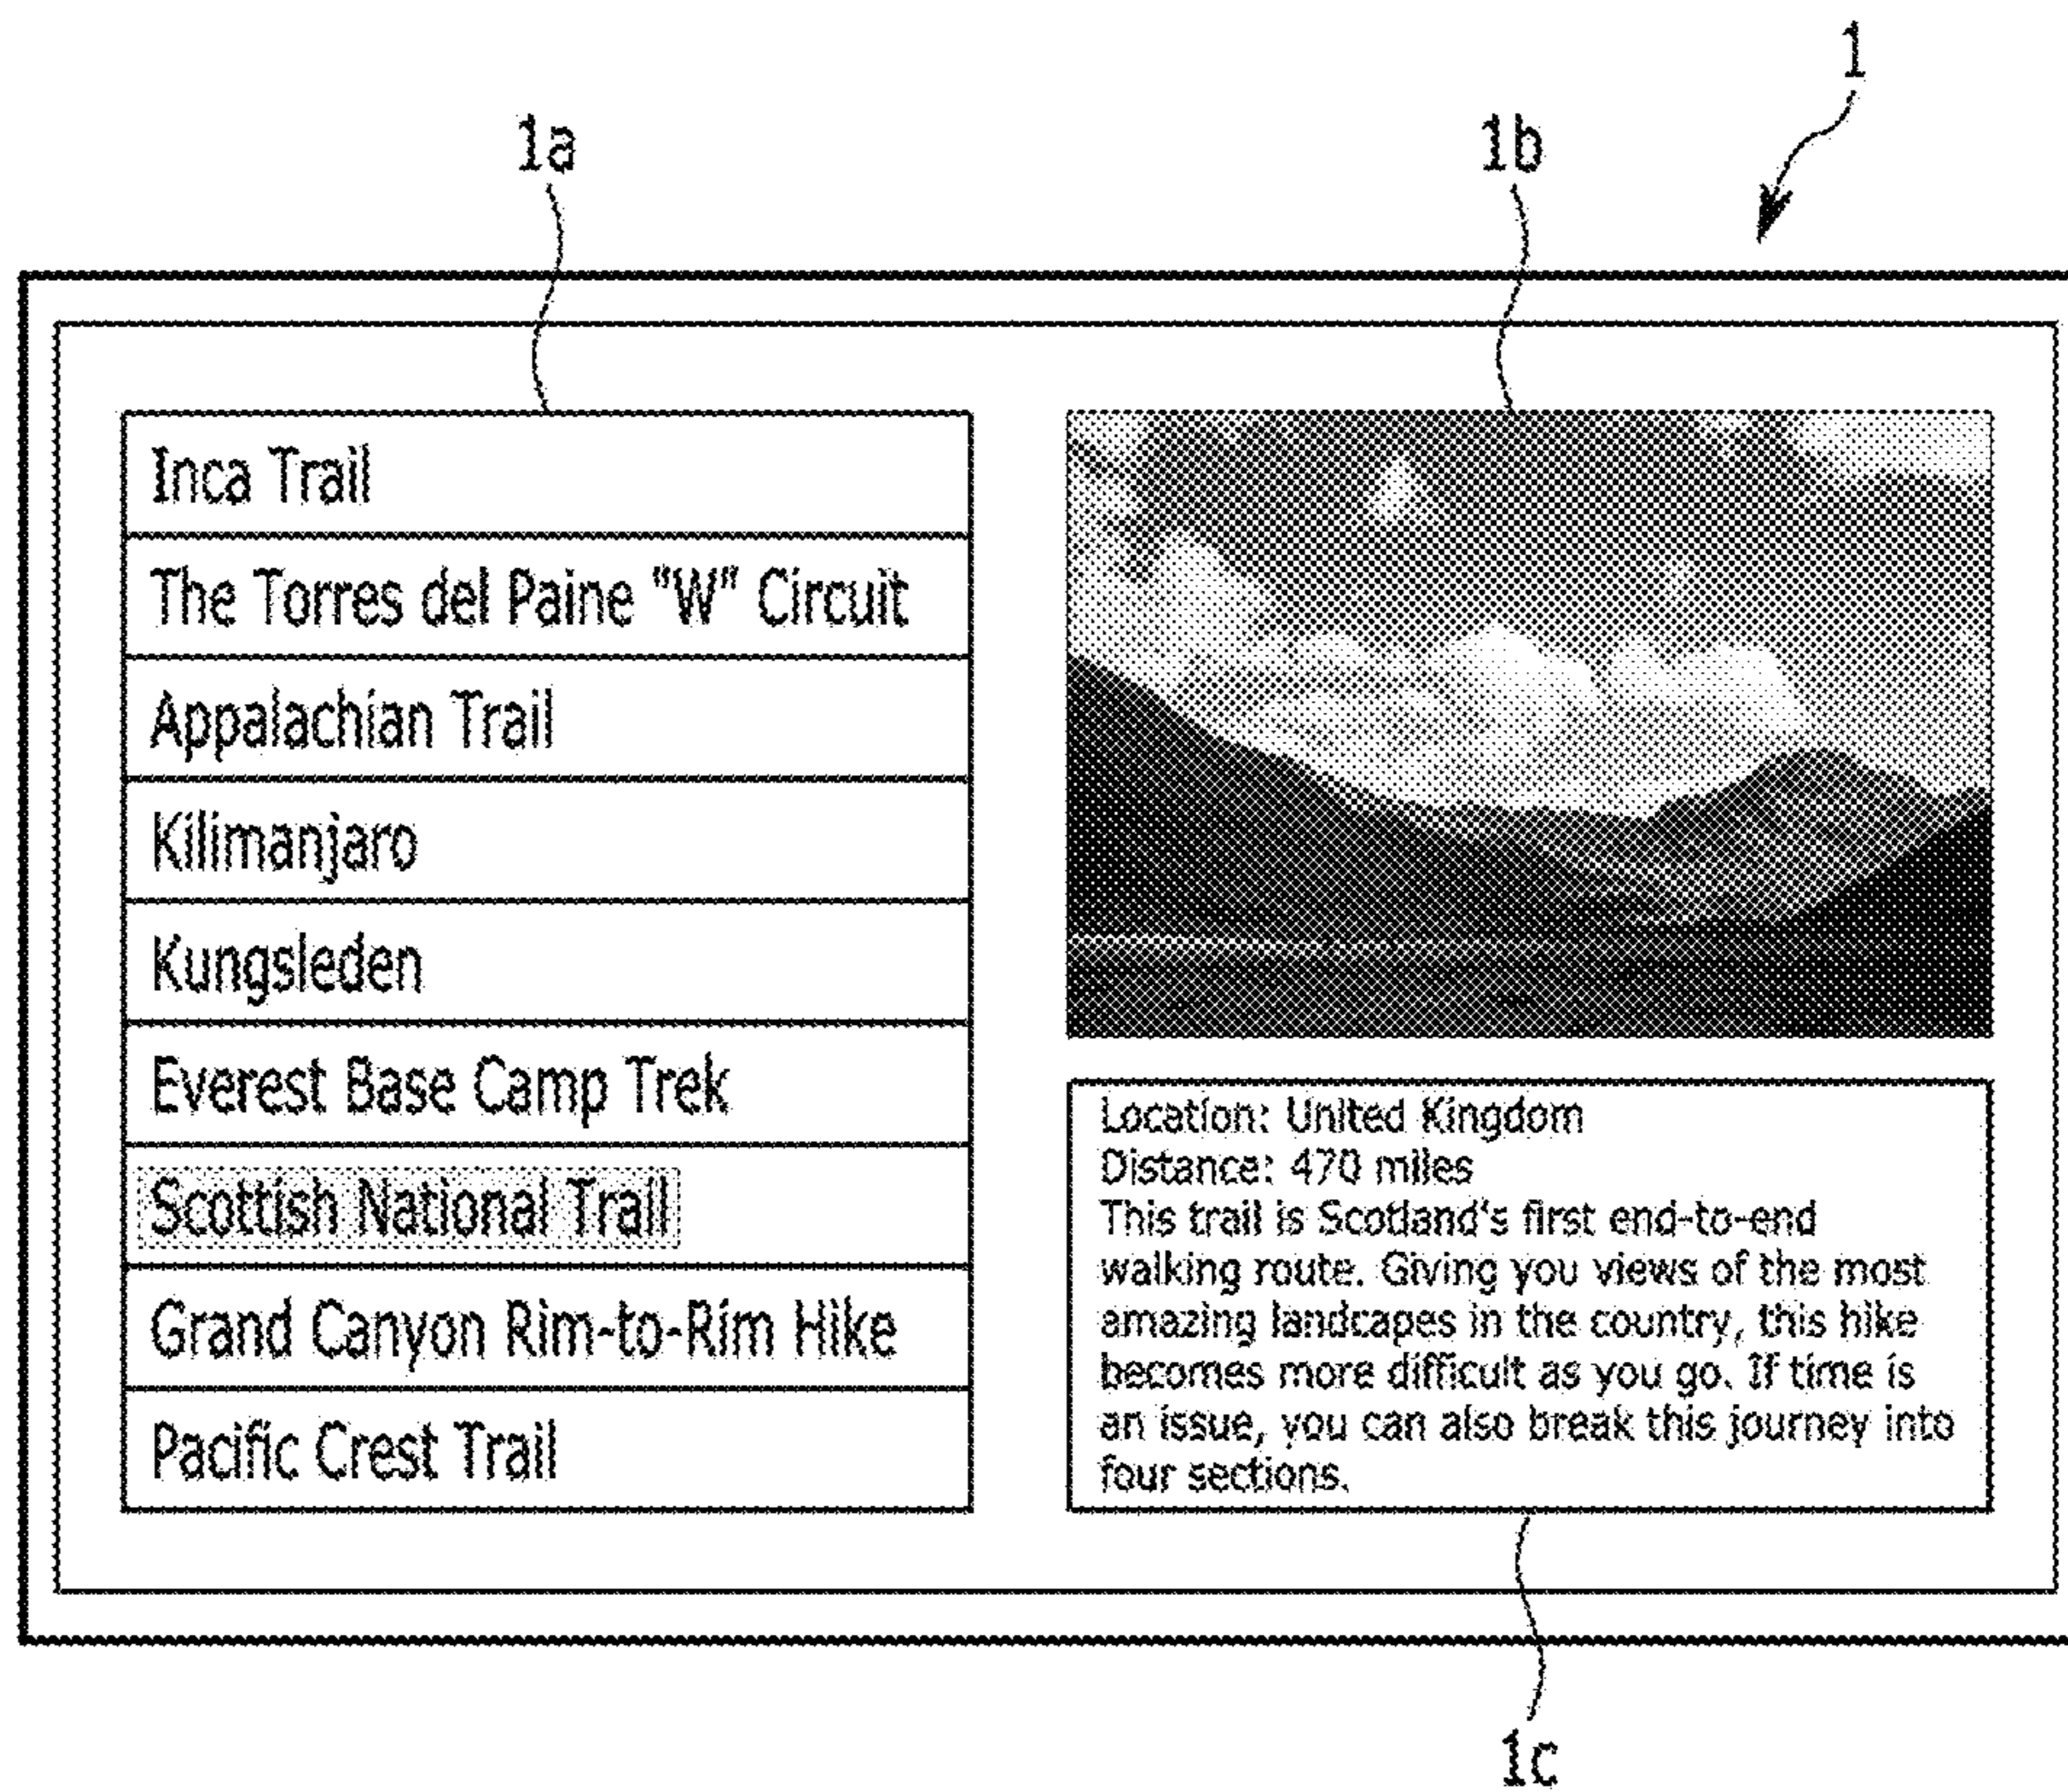 1
1a
1b
Inca Trail
The Torres del Paine "W" Circuit
Appalachian Trail
Kilimanjaro
Kungsleden
Everest Base Camp Trek
Scottish National Trail
Grand Canyon Rim-to-Rim Hike
Pacific Crest Trail
Location: United Kingdom
Distance: 470 miles
This trail is Scotland's first end-to-end
walking route. Giving you views of the most
amazing landcapes in the country, this hike
becomes more difficult as you go. If time is
an issue, you can also break this journey into
four sections.
1c